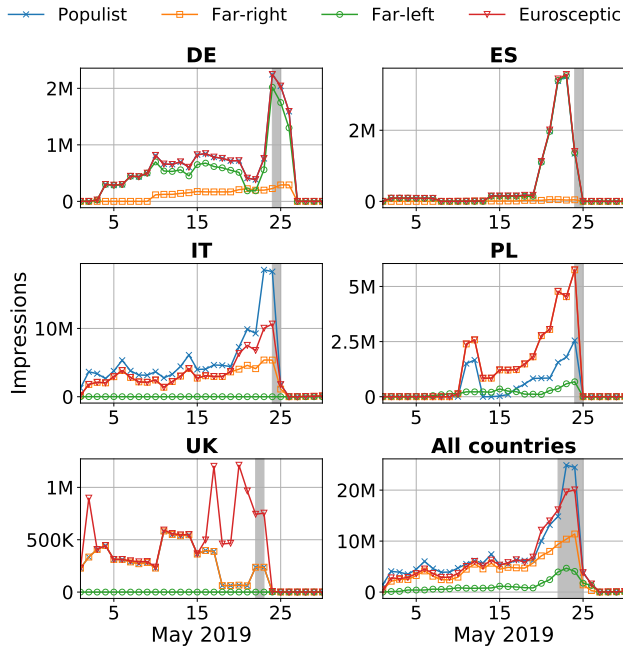 Populist Far-right Far-left Eurosceptic
DE ES
2M
1M
0
5 15 25
2M
0
5 15 25
IT PL
10M
0
5 15 25
5M
2.5M
0
5 15 25
UK All countries
1M
500K
0
5 15 25
20M
10M
0
5 15 25
Impressions
May 2019 May 2019